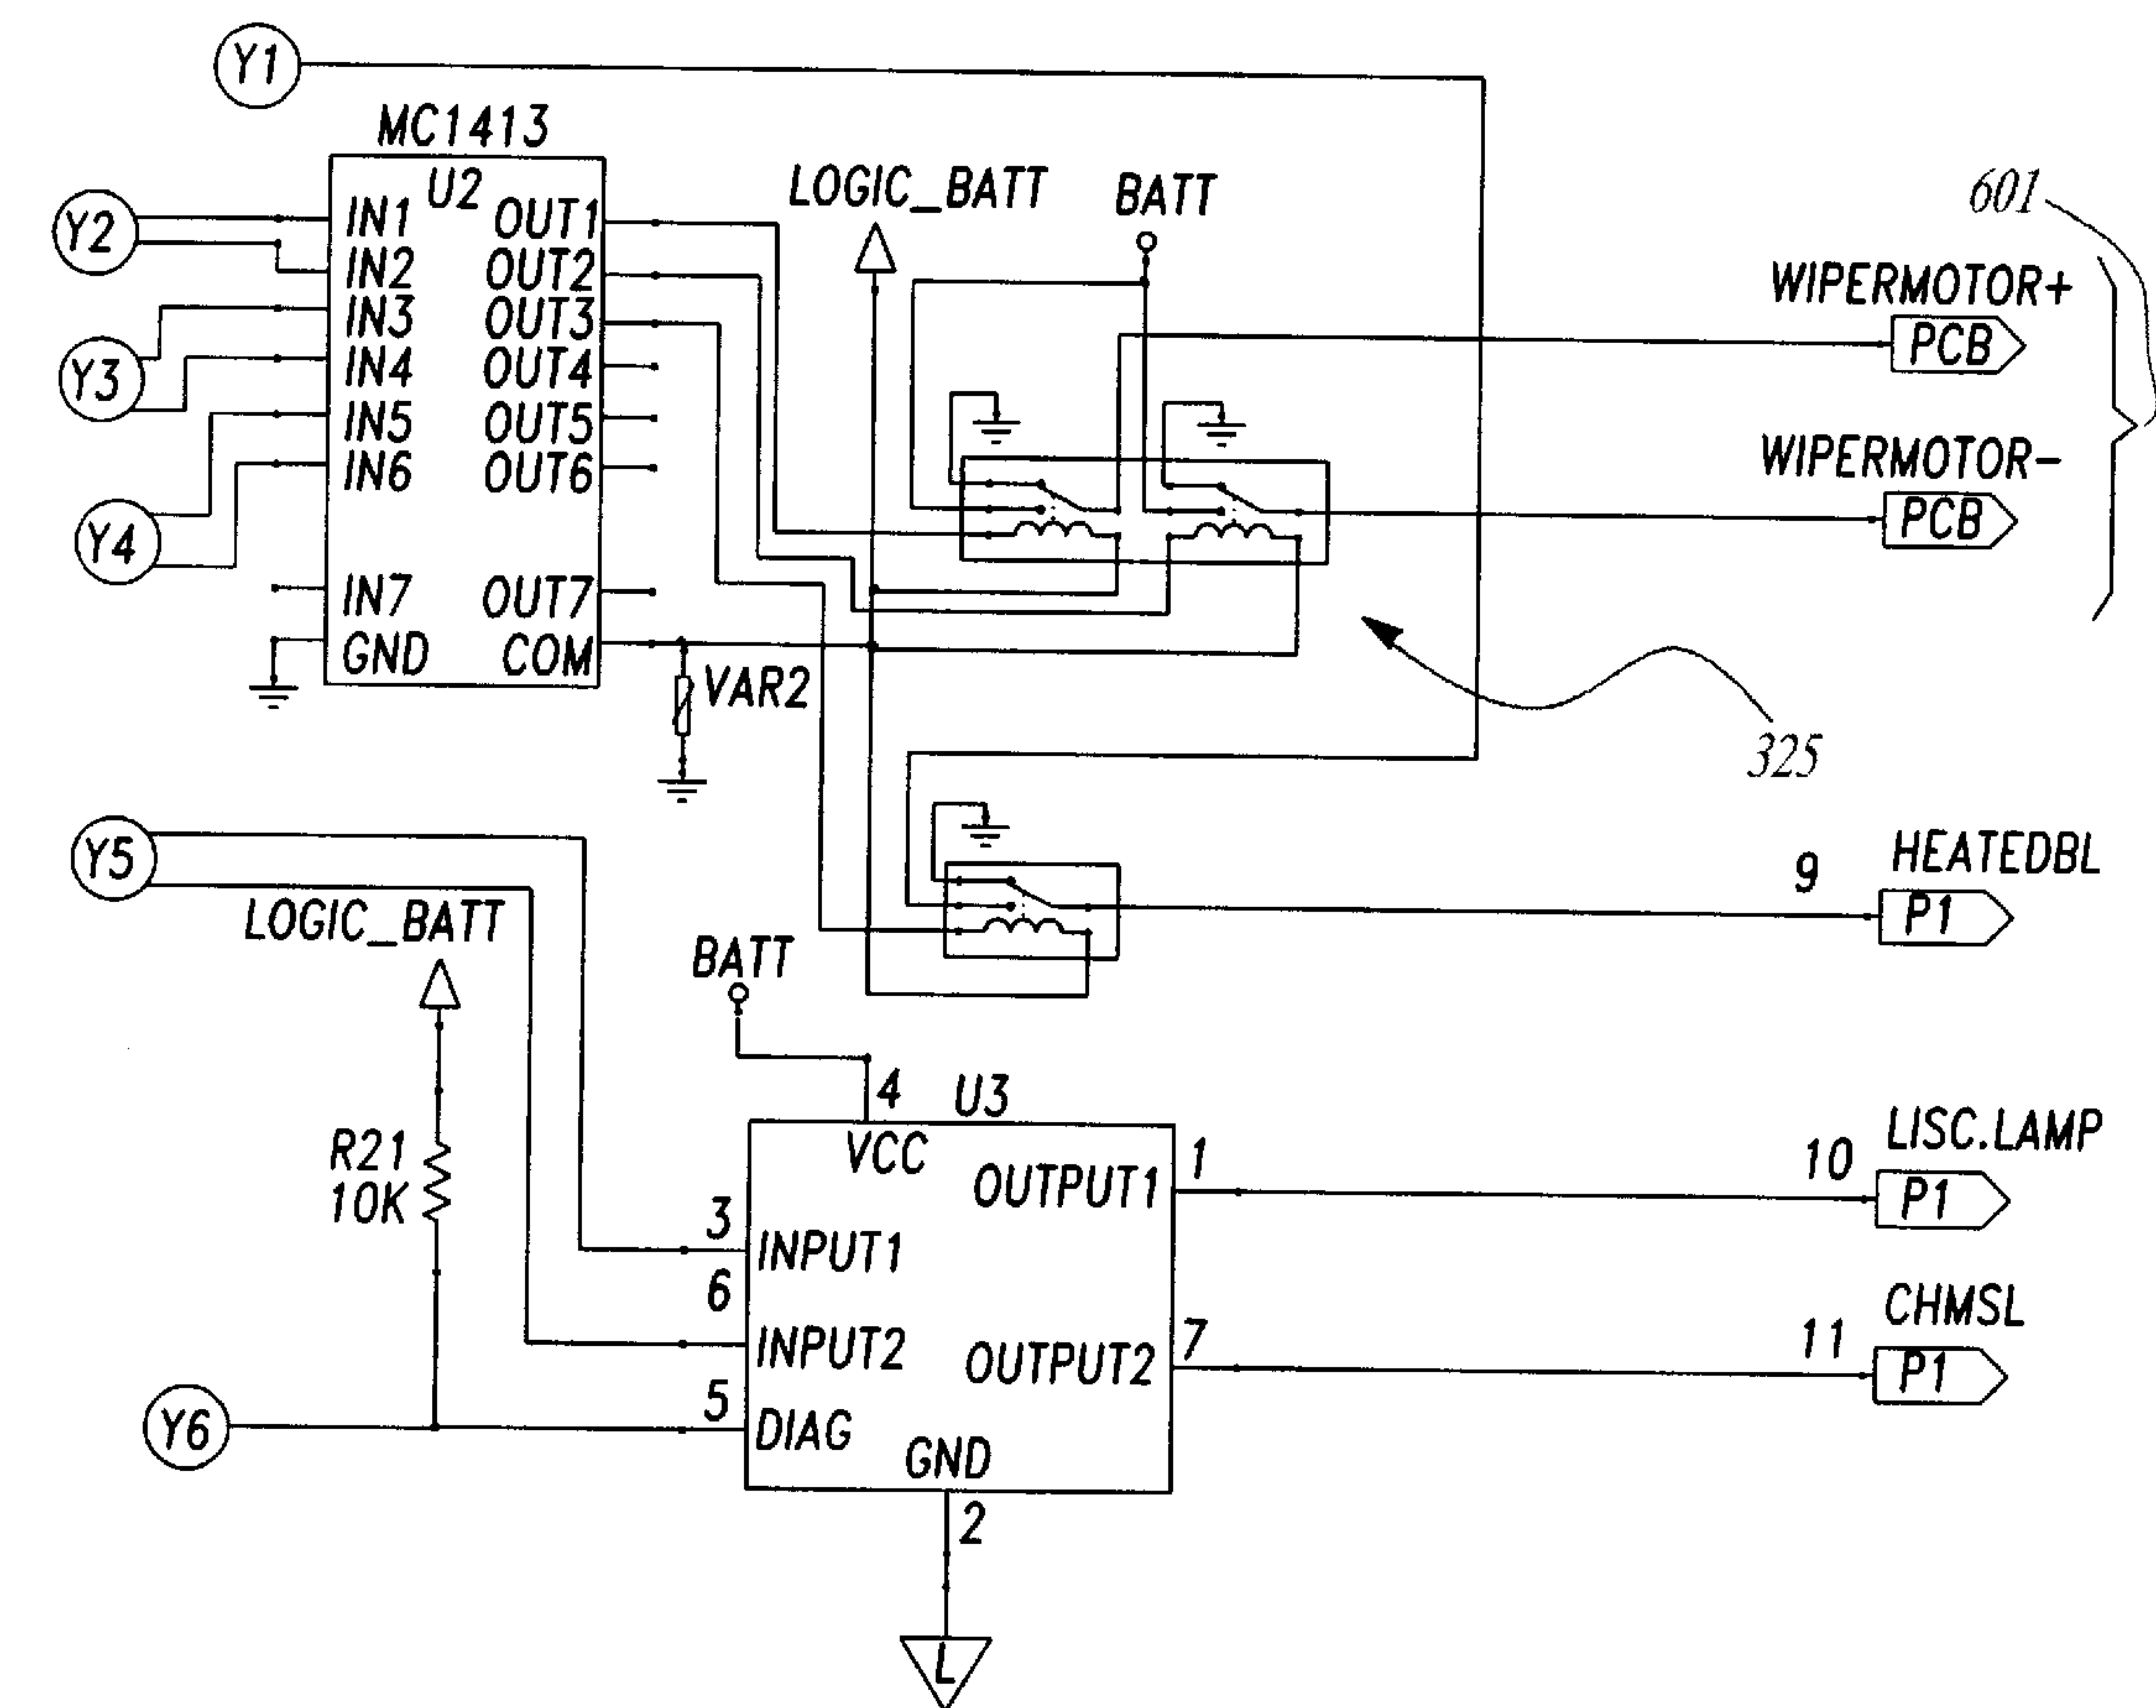 Y1
MC1413
U2
Y2
IN1 OUT1
IN2 OUT2
IN3 OUT3
Y3
IN4 OUT4
IN5 OUT5
IN6 OUT6
Y4
IN7 OUT7
GND COM
VAR2
LOGIC_BATT
BATT
601
WIPERMOTOR+
PCB
WIPERMOTOR-
PCB
325
Y5
LOGIC_BATT
BATT
9 HEATEDBL
P1
R21
10K
4 U3
VCC
3 INPUT1
6 INPUT2
5 DIAG
Y6
OUTPUT1 1
OUTPUT2 7
GND
2
L
10 LISC.LAMP
P1
11 CHMSL
P1